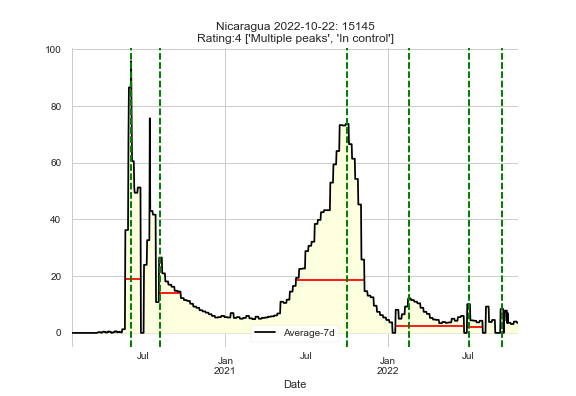 Nicaragua 2022-10-22: 15145
Rating:4 ['Multiple peaks', 'In control']
100
80
60
40
20
0
Average-7d
Jul
Jan
2021
Jul
Jan
2022
Jul
Date